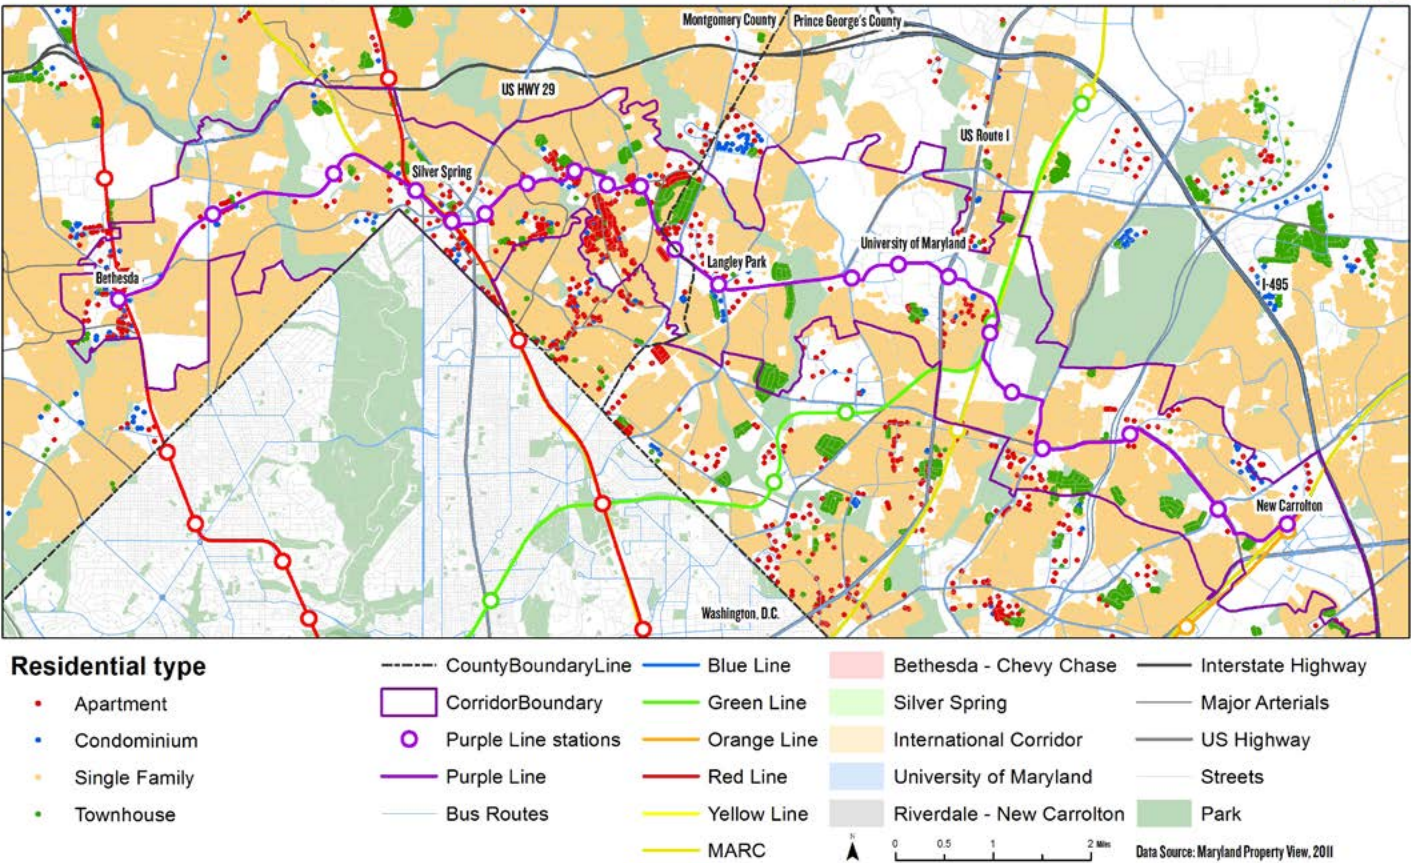 Montgomery County
Prince George's County
US HWY 29
US Route 1
Silver Spring
University of Maryland
Langley Park
Bethesda
I-495
New Carrolton
Washington, D.C.
Residential type
Apartment
Condominium
Single Family
Townhouse
CountyBoundaryLine
CorridorBoundary
Purple Line stations
Purple Line
Bus Routes
Blue Line
Green Line
Orange Line
Red Line
Yellow Line
MARC
Bethesda - Chevy Chase
Silver Spring
International Corridor
University of Maryland
Riverdale - New Carrolton
N
0 0.5 1 2 Miles
Interstate Highway
Major Arterials
US Highway
Streets
Park
Data Source: Maryland Property View, 2011